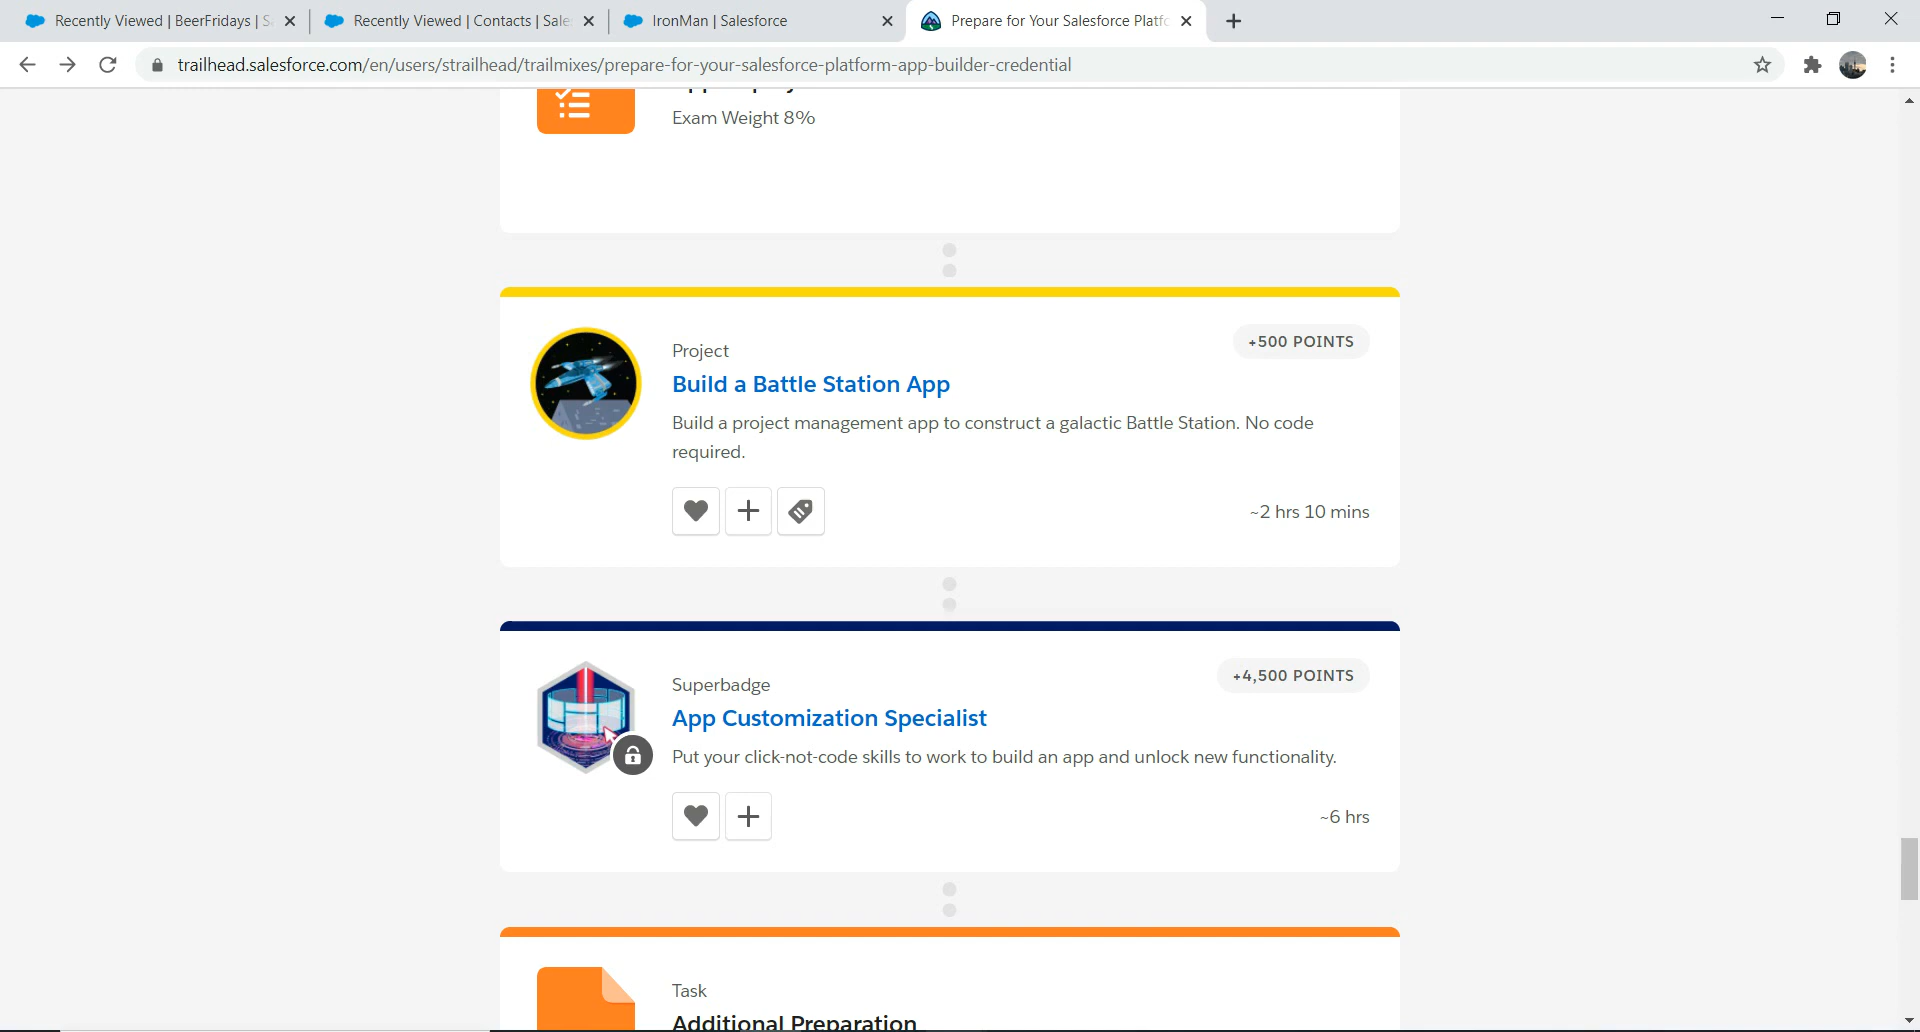 Recently Viewed | BeerFridays | S
Recently Viewed | Contacts | Sale
IronMan | Salesforce
Prepare for Your Salesforce Platfo
trailhead.salesforce.com/en/users/strailhead/trailmixes/prepare-for-your-salesforce-platform-app-builder-credential
Exam Weight 8%
+500 POINTS
Project
Build a Battle Station App
Build a project management app to construct a galactic Battle Station. No code
required.
~2 hrs 10 mins
+4,500 POINTS
Superbadge
App Customization Specialist
Put your click-not-code skills to work to build an app and unlock new functionality.
~6 hrs
Task
Additional Preparation